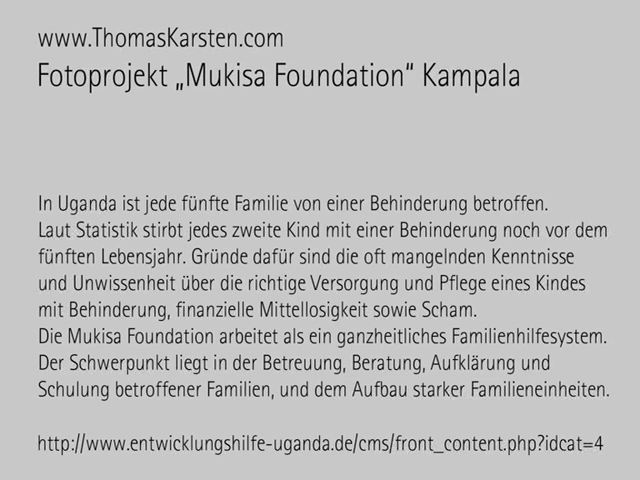 www.ThomasKarsten.com
Fotoprojekt „Mukisa Foundation“ Kampala
In Uganda ist jede fünfte Familie von einer Behinderung betroffen.
Laut Statistik stirbt jedes zweite Kind mit einer Behinderung noch vor dem
fünften Lebensjahr. Gründe dafür sind die oft mangelnden Kenntnisse
und Unwissenheit über die richtige Versorgung und Pflege eines Kindes
mit Behinderung, finanzielle Mittellosigkeit sowie Scham.
Die Mukisa Foundation arbeitet als ein ganzheitliches Familienhilfesystem.
Der Schwerpunkt liegt in der Betreuung, Beratung, Aufklärung und
Schulung betroffener Familien, und dem Aufbau starker Familieneinheiten.
http://www.entwicklungshilfe-uganda.de/cms/front_content.php?idcat=4